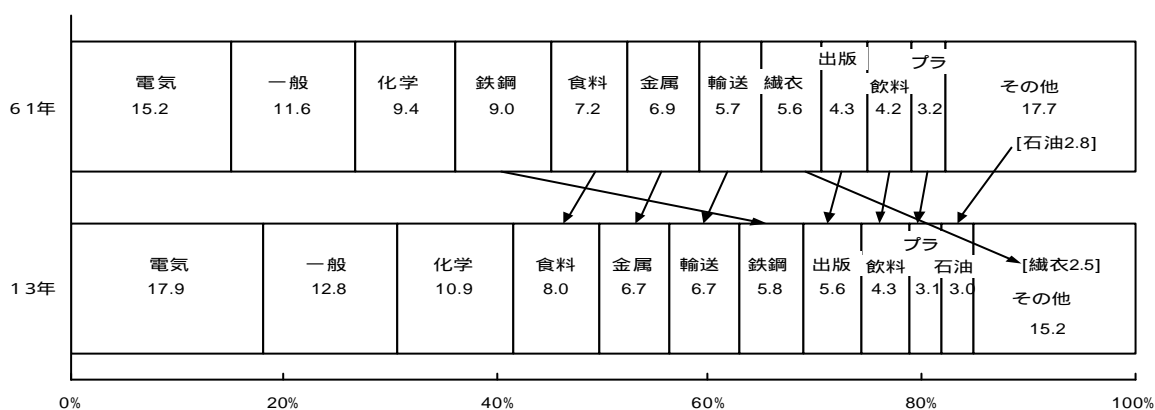 出版 プラ
電気 一般 化学 鉄鋼 食料 金属 輸送 繊衣 飲料 その他
61年 15.2 11.6 9.4 9.0 7.2 6.9 5.7 5.6 4.3 4.2 3.2 17.7
[石油2.8]
プラ
電気 一般 化学 食料 金属 輸送 鉄鋼 出版 飲料 石油 [繊衣2.5]
13年 17.9 12.8 10.9 8.0 6.7 6.7 5.8 5.6 4.3 3.1 3.0 その他
15.2
0% 20% 40% 60% 80% 100%